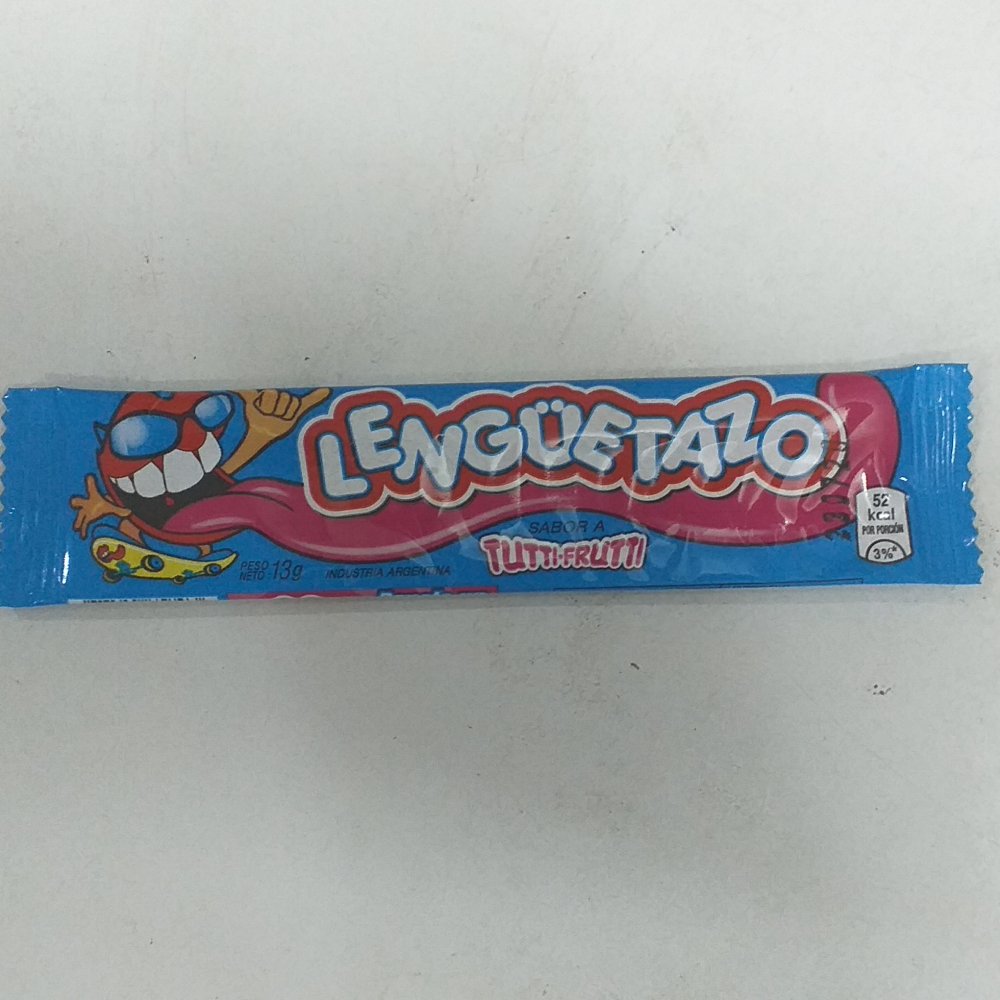 LENGÜETAZO
SABOR A
TUTTI-FRUTTI
PESO
NETO 13g
INDUSTRIA ARGENTINA
52
kcal
POR PORCIÓN
3%*